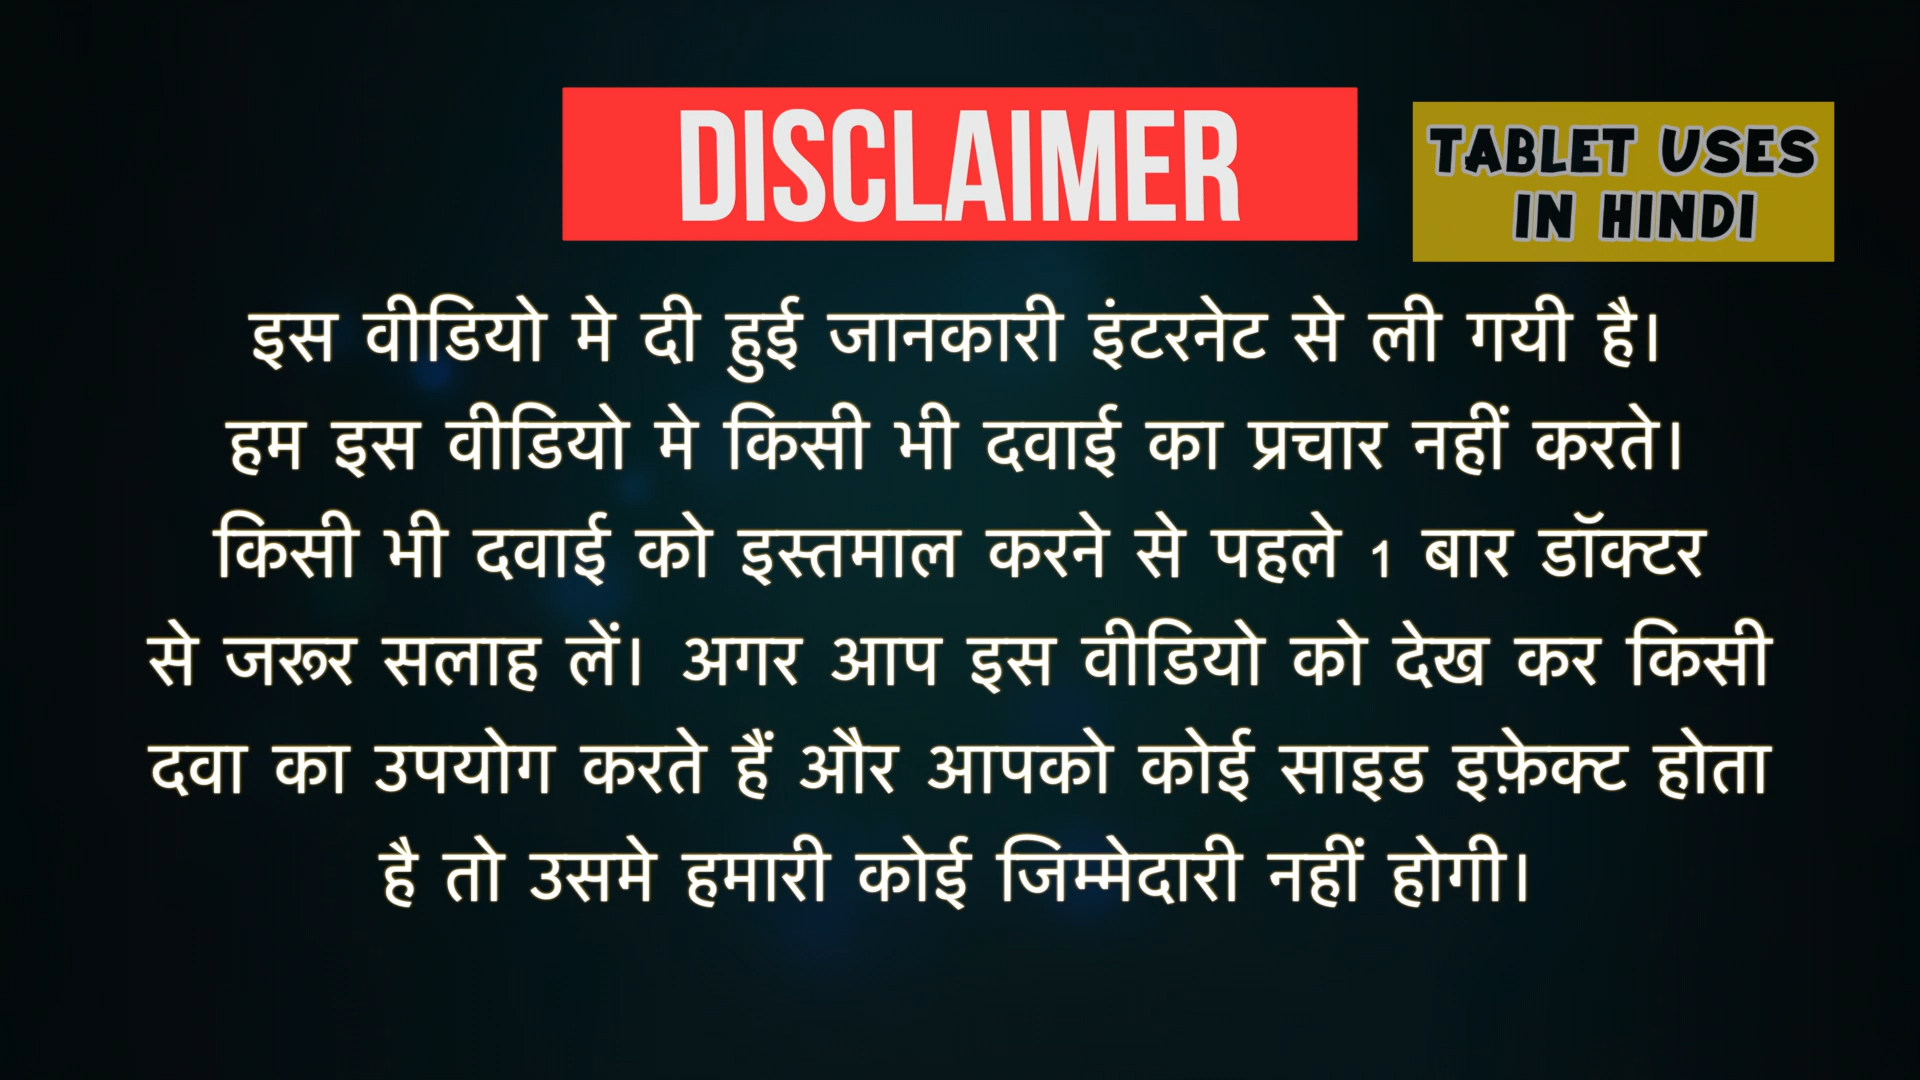 DISCLAIMER
TABLET USES
IN HINDI
इस वीडियो मे दी हुई जानकारी इंटरनेट से ली गयी है।
हम इस वीडियो मे किसी भी दवाई का प्रचार नहीं करते।
किसी भी दवाई को इस्तमाल करने से पहले 1 बार डॉक्टर
से जरूर सलाह लें। अगर आप इस वीडियो को देख कर किसी
दवा का उपयोग करते हैं और आपको कोई साइड इफ़ेक्ट होता
है तो उसमे हमारी कोई जिम्मेदारी नहीं होगी।